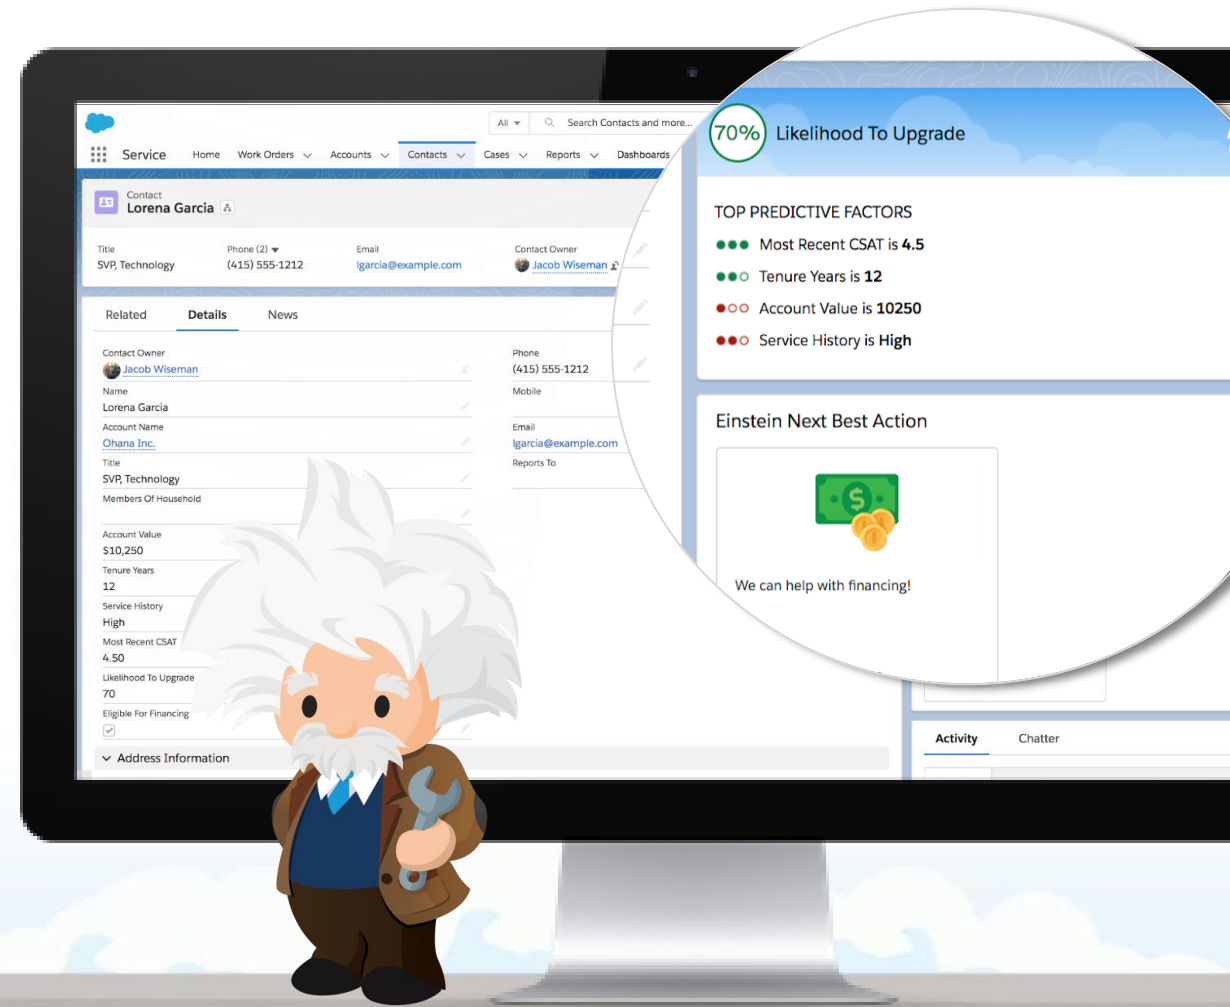 All
Search Contacts and more...
Service
Home
Work Orders
Accounts
Contacts
Cases
Reports
Dashboards
Contact
Lorena Garcia
Title
Phone (2)
Email
Contact Owner
SVP, Technology
(415) 555-1212
lgarcia@example.com
Jacob Wiseman
Related
Details
News
Contact Owner
Jacob Wiseman
Name
Lorena Garcia
Account Name
Ohana Inc.
Title
SVP, Technology
Members Of Household
Account Value
$10,250
Tenure Years
12
Service History
High
Most Recent CSAT
4.50
Likelihood To Upgrade
70
Eligible For Financing
Address Information
Phone
(415) 555-1212
Mobile
Email
lgarcia@example.com
Reports To
70%
Likelihood To Upgrade
TOP PREDICTIVE FACTORS
Most Recent CSAT is 4.5
Tenure Years is 12
Account Value is 10250
Service History is High
Einstein Next Best Action
$
We can help with financing!
Activity
Chatter